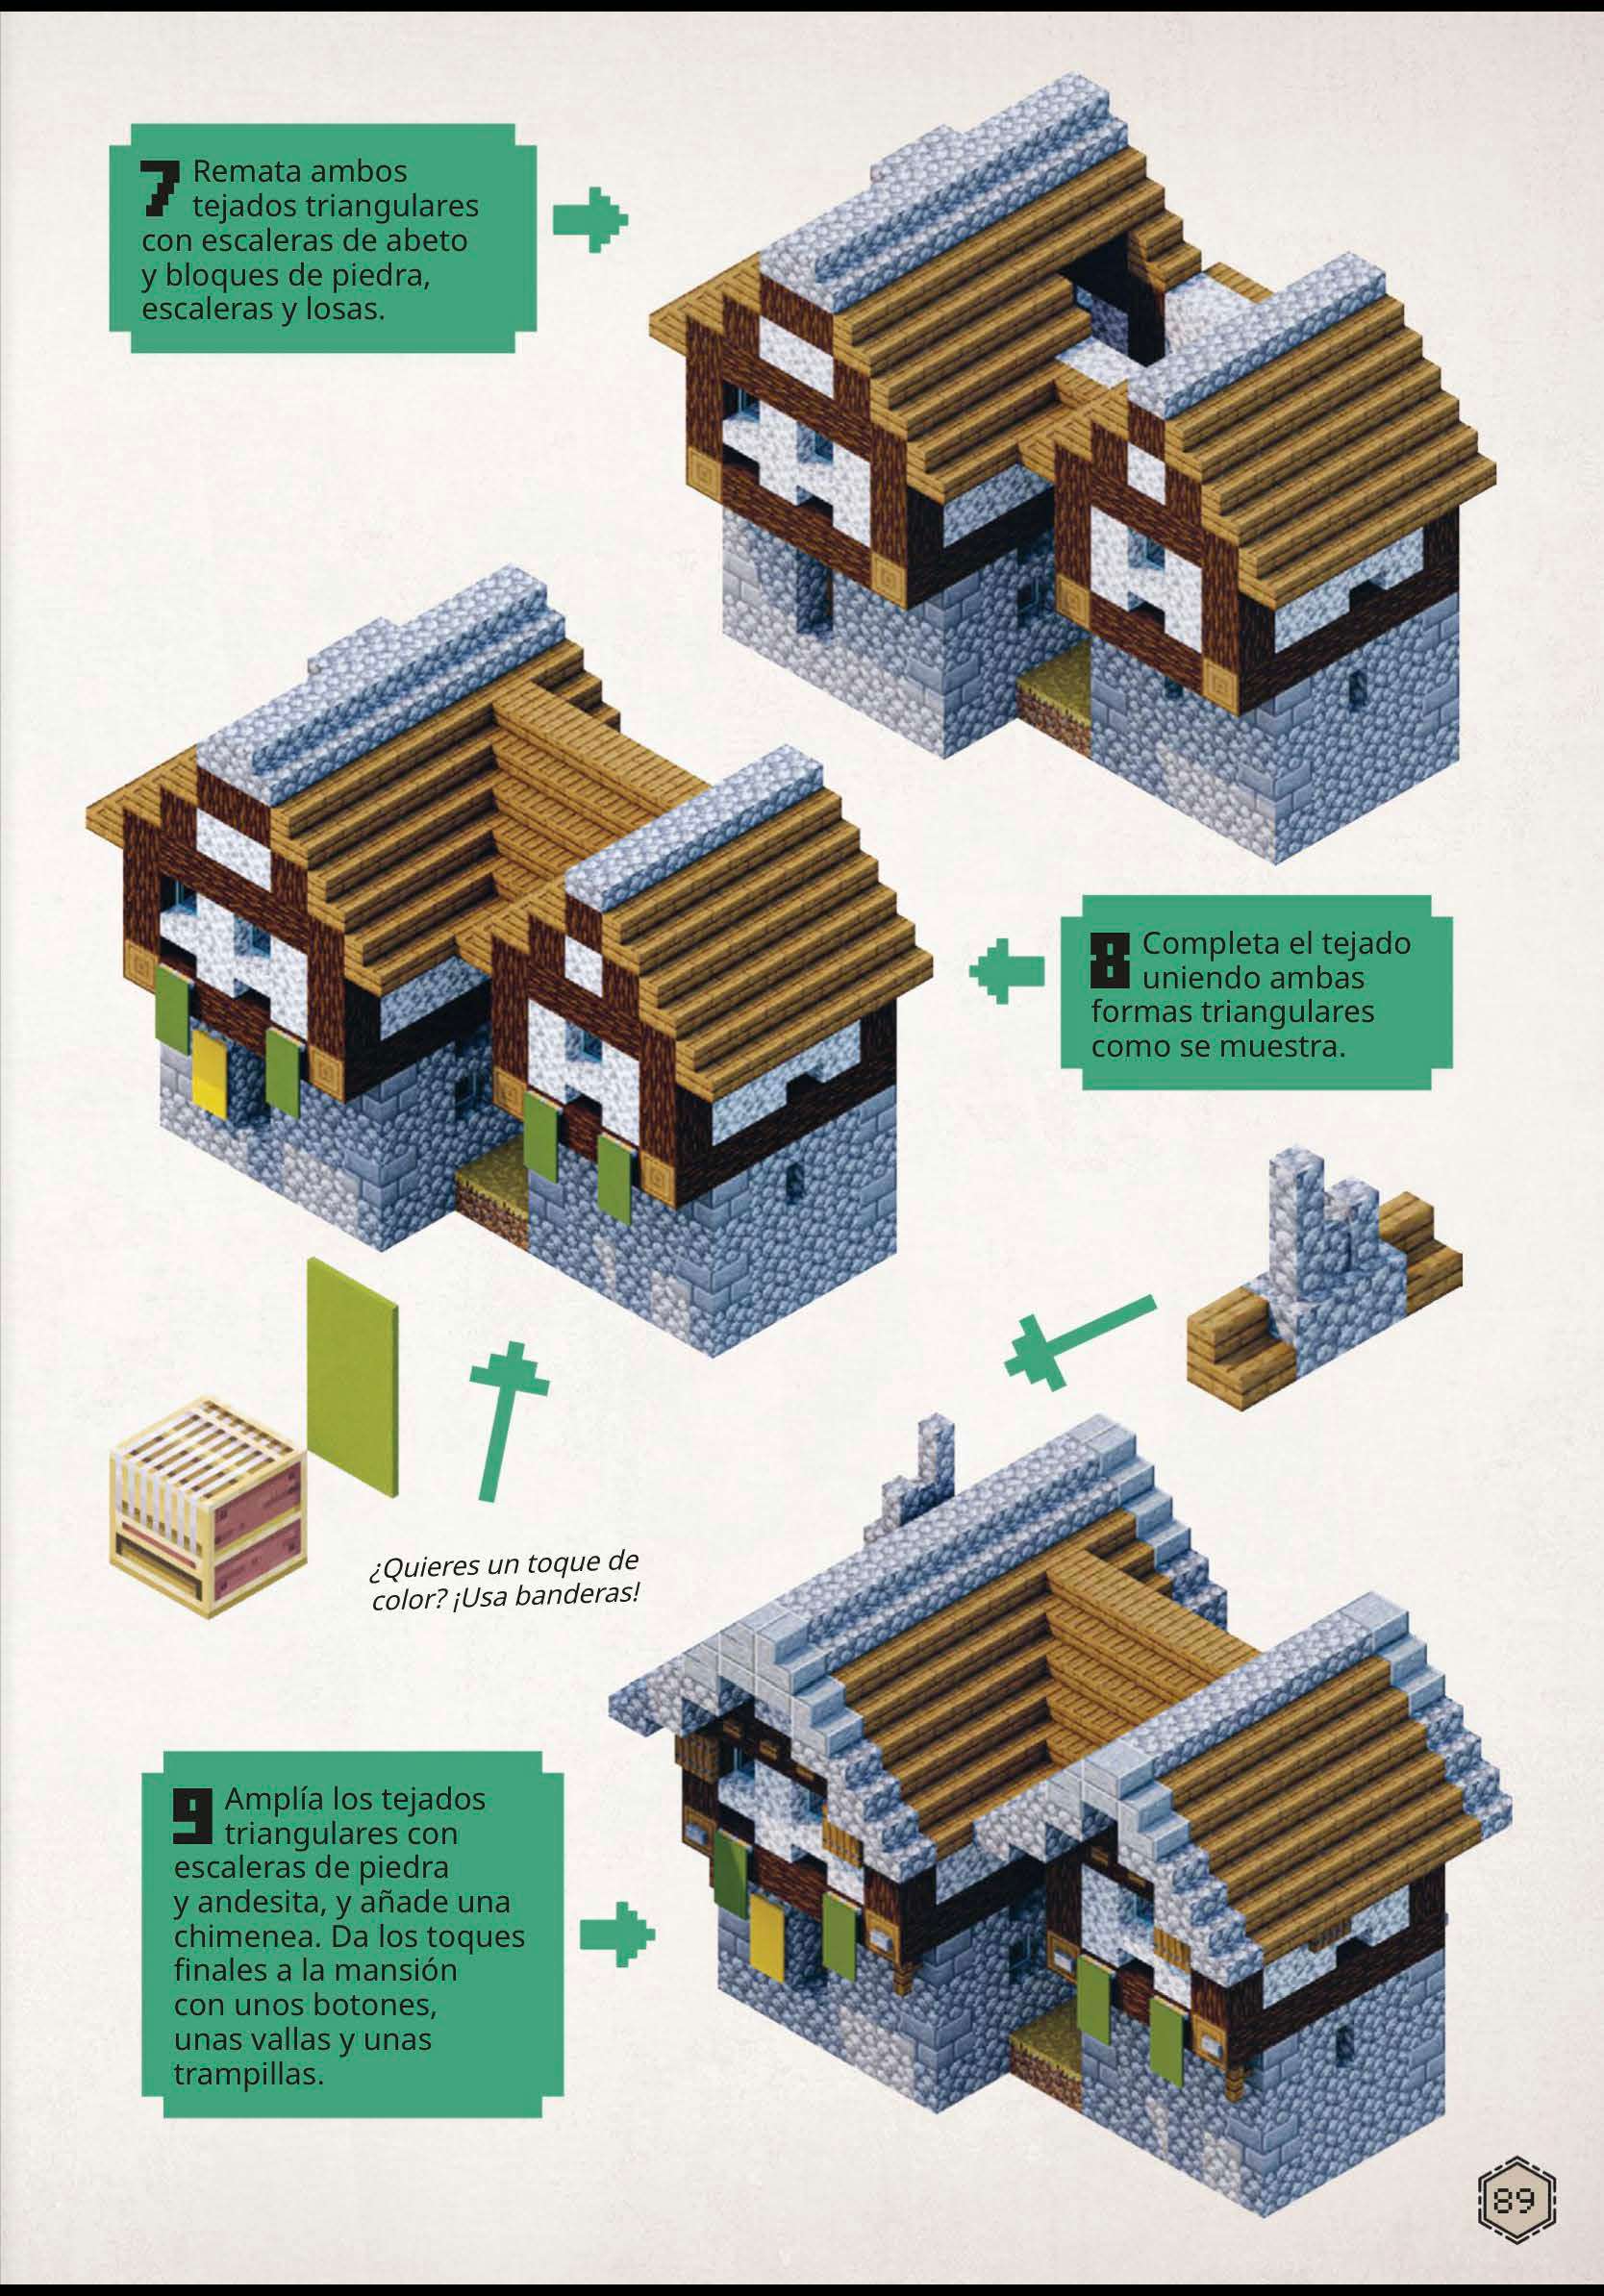 7 Remata ambos
tejados triangulares
con escaleras de abeto
y bloques de piedra,
escaleras y losas.
8 Completa el tejado
uniendo ambas
formas triangulares
como se muestra.
¿Quieres un toque de
color? ¡Usa banderas!
9 Amplía los tejados
triangulares con
escaleras de piedra
y andesita, y añade una
chimenea. Da los toques
finales a la mansión
con unos botones,
unas vallas y unas
trampillas.
89